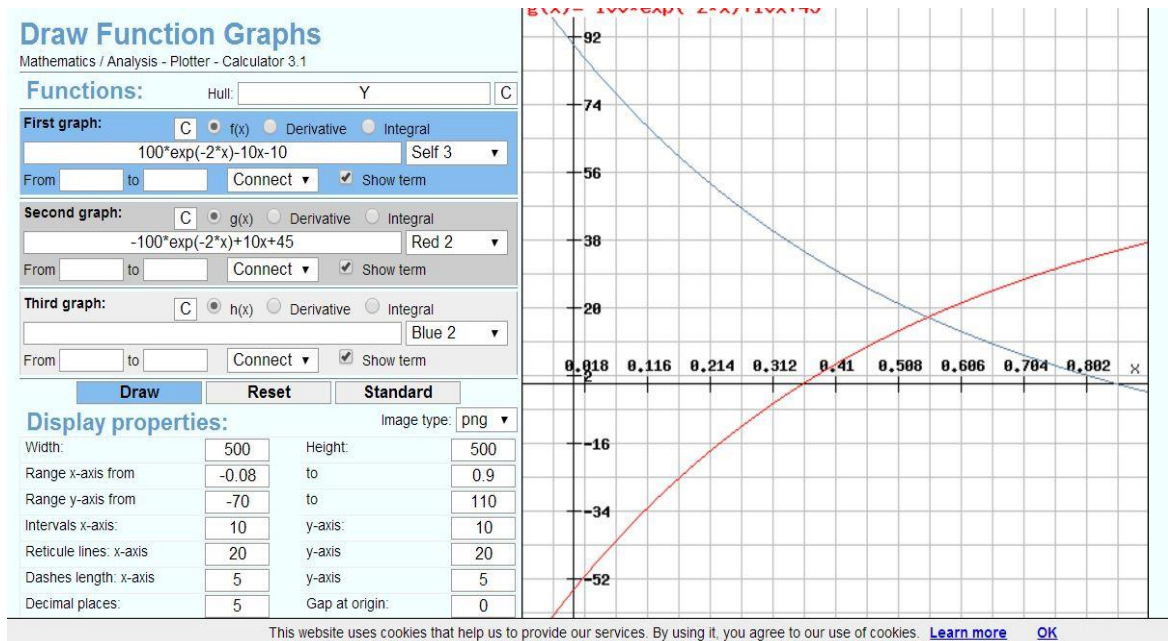 Draw Function Graphs
Mathematics / Analysis - Plotter - Calculator 3.1
Functions: Hull: Y C
First graph: C f(x) Derivative Integral
100*exp(-2*x)-10x-10 Self 3
From to Connect Show term
Second graph: C g(x) Derivative Integral
-100*exp(-2*x)+10x+45 Red 2
From to Connect Show term
Third graph: C h(x) Derivative Integral
Blue 2
From to Connect Show term
Draw Reset Standard
Display properties: Image type: png
Width: 500 Height: 500
Range x-axis from -0.08 to 0.9
Range y-axis from -70 to 110
Intervals x-axis: 10 y-axis: 10
Reticule lines: x-axis 20 y-axis 20
Dashes length: x-axis 5 y-axis 5
Decimal places: 5 Gap at origin: 0
g(x)=-100*exp(-2*x)+10x+45
92
74
56
38
20
0.018 0.116 0.214 0.312 0.41 0.508 0.606 0.704 0.802 x
2
-16
-34
-52
This website uses cookies that help us to provide our services. By using it, you agree to our use of cookies. Learn more OK